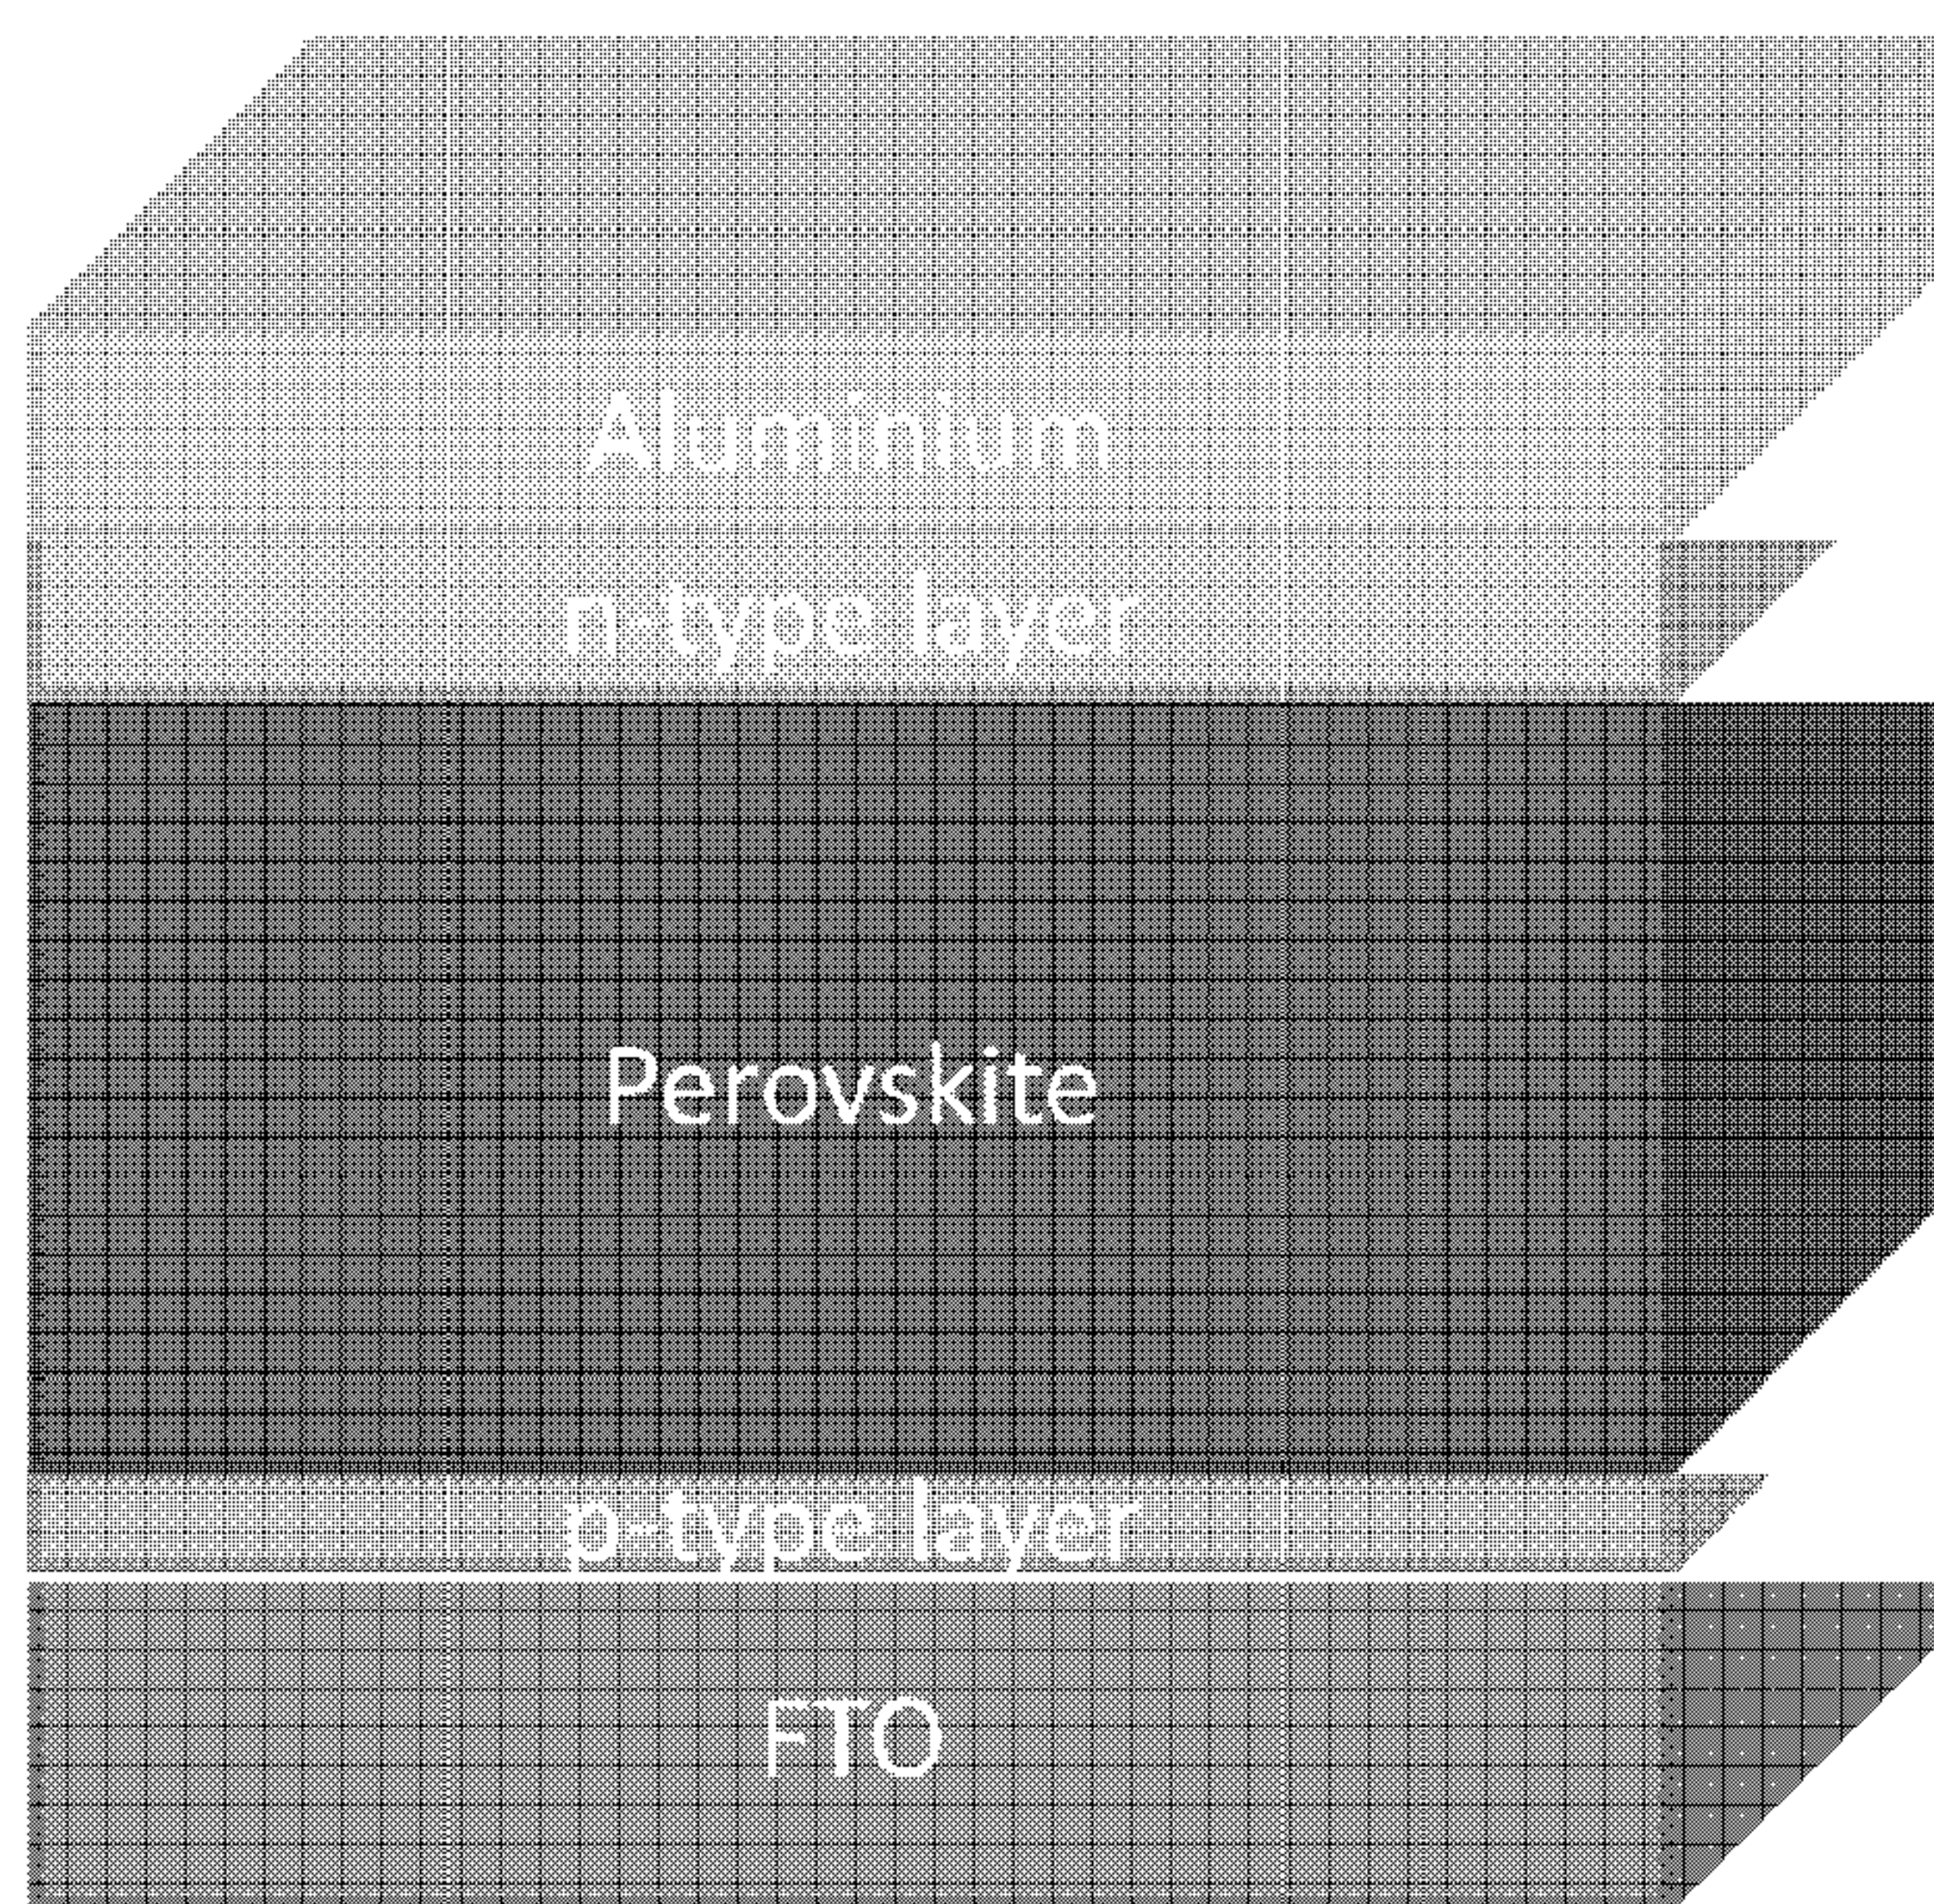 Aluminium
n-type layer
Perovskite
p-type layer
FTO